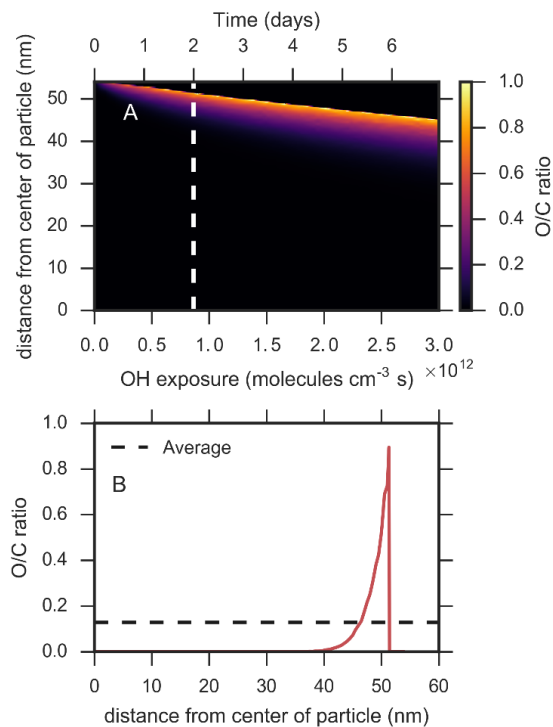 Time (days)
0 1 2 3 4 5 6
distance from center of particle (nm)
50
40
30
20
10
0
A
1.0
0.8
0.6
0.4
0.2
0.0
O/C ratio
0.0 0.5 1.0 1.5 2.0 2.5 3.0
OH exposure (molecules cm⁻³ s) ×10¹²
O/C ratio
1.0
0.8
0.6
0.4
0.2
0.0
Average
B
0 10 20 30 40 50 60
distance from center of particle (nm)